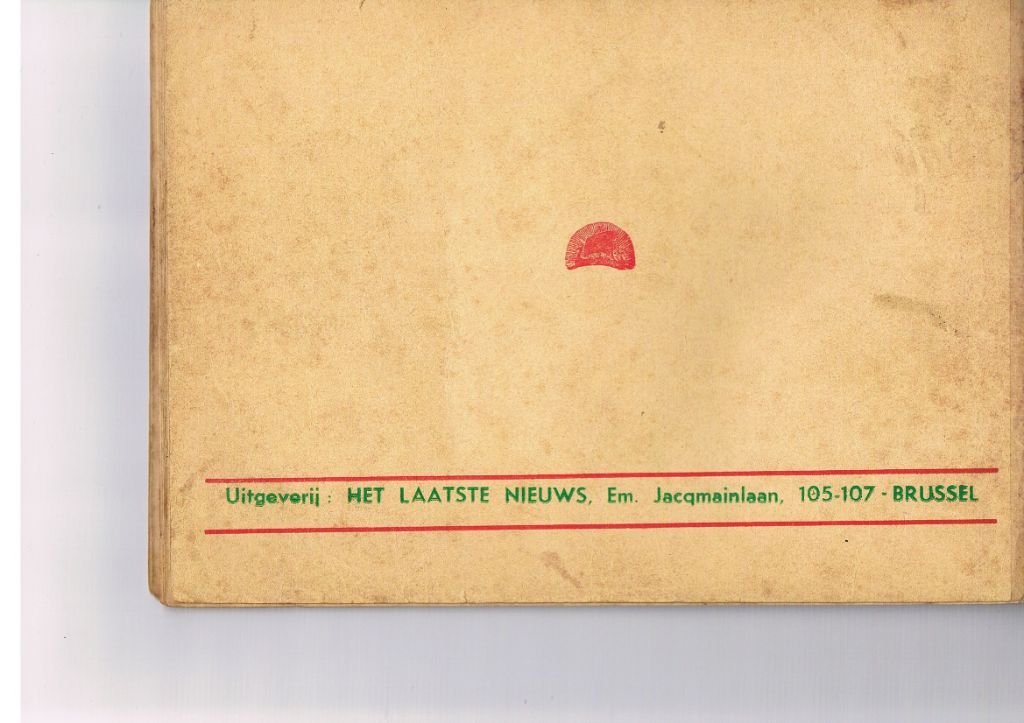 Uitgeverij : HET LAATSTE NIEUWS, Em. Jacqmainlaan, 105-107 - BRUSSEL